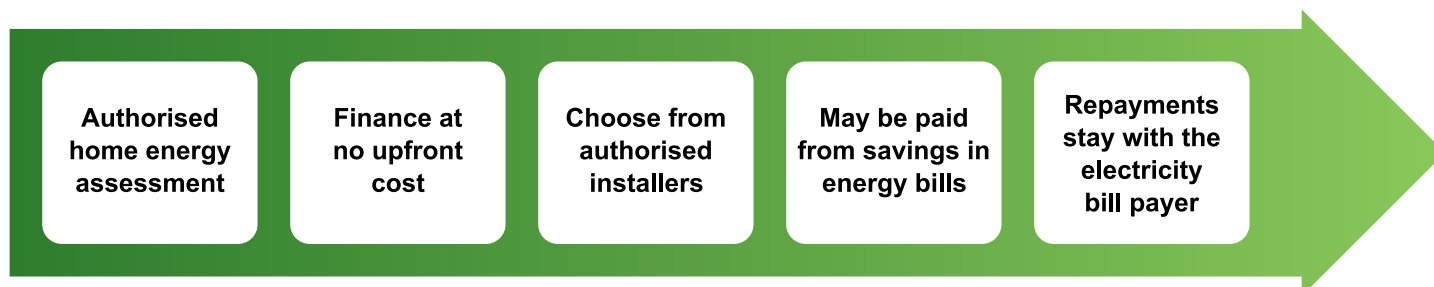 Authorised
home energy
assessment
Finance at
no upfront
cost
Choose from
authorised
installers
May be paid
from savings in
energy bills
Repayments
stay with the
electricity
bill payer